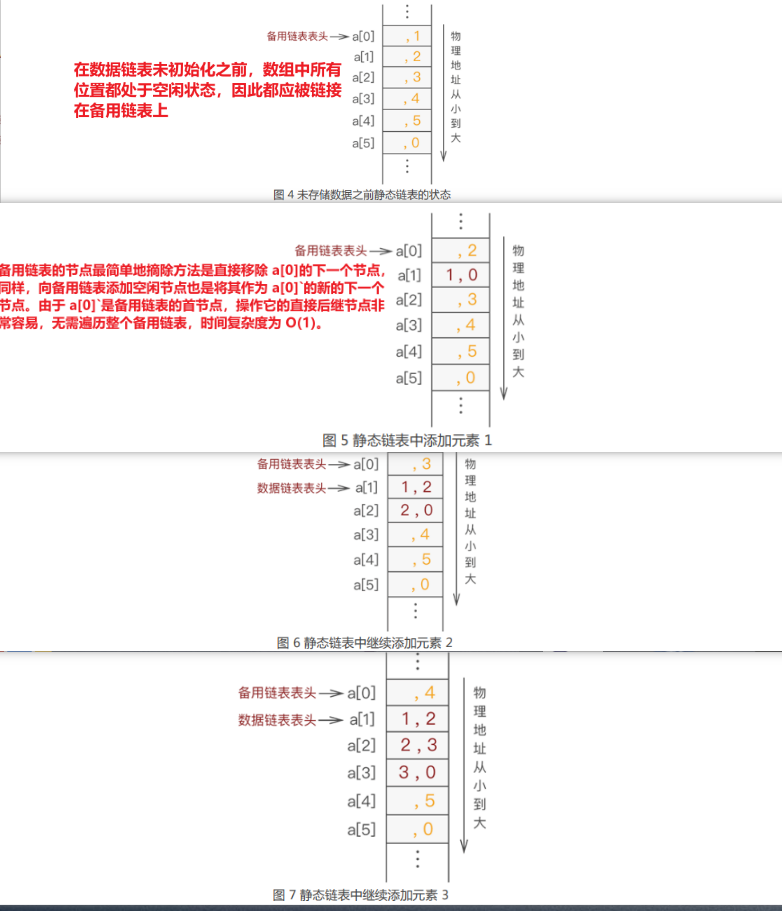 备用链表表头 a[0] , 1
a[1] , 2
a[2] , 3
a[3] , 4
a[4] , 5
a[5] , 0
物理地址从小到大
在数据链表未初始化之前，数组中所有
位置都处于空闲状态，因此都应被链接
在备用链表上
图 4 未存储数据之前静态链表的状态
备用链表表头 a[0] , 2
a[1] 1 , 0
a[2] , 3
a[3] , 4
a[4] , 5
a[5] , 0
物理地址从小到大
备用链表的节点最简单地摘除方法是直接移除 a[0]的下一个节点，
同样，向备用链表添加空闲节点也是将其作为 a[0]`的新的下一个
节点。由于 a[0]`是备用链表的首节点，操作它的直接后继节点非
常容易，无需遍历整个备用链表，时间复杂度为 O(1)。
图 5 静态链表中添加元素 1
备用链表表头 a[0] , 3
数据链表表头 a[1] 1 , 2
a[2] 2 , 0
a[3] , 4
a[4] , 5
a[5] , 0
物理地址从小到大
图 6 静态链表中继续添加元素 2
备用链表表头 a[0] , 4
数据链表表头 a[1] 1 , 2
a[2] 2 , 3
a[3] 3 , 0
a[4] , 5
a[5] , 0
物理地址从小到大
图 7 静态链表中继续添加元素 3